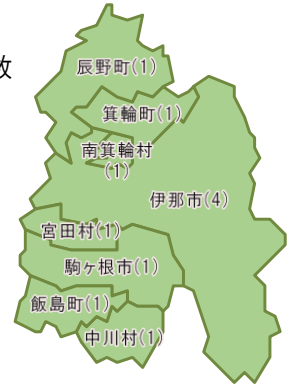 数
辰野町(1)
箕輪町(1)
南箕輪村
(1)
伊那市(4)
宮田村(1)
駒ヶ根市(1)
飯島町(1)
中川村(1)